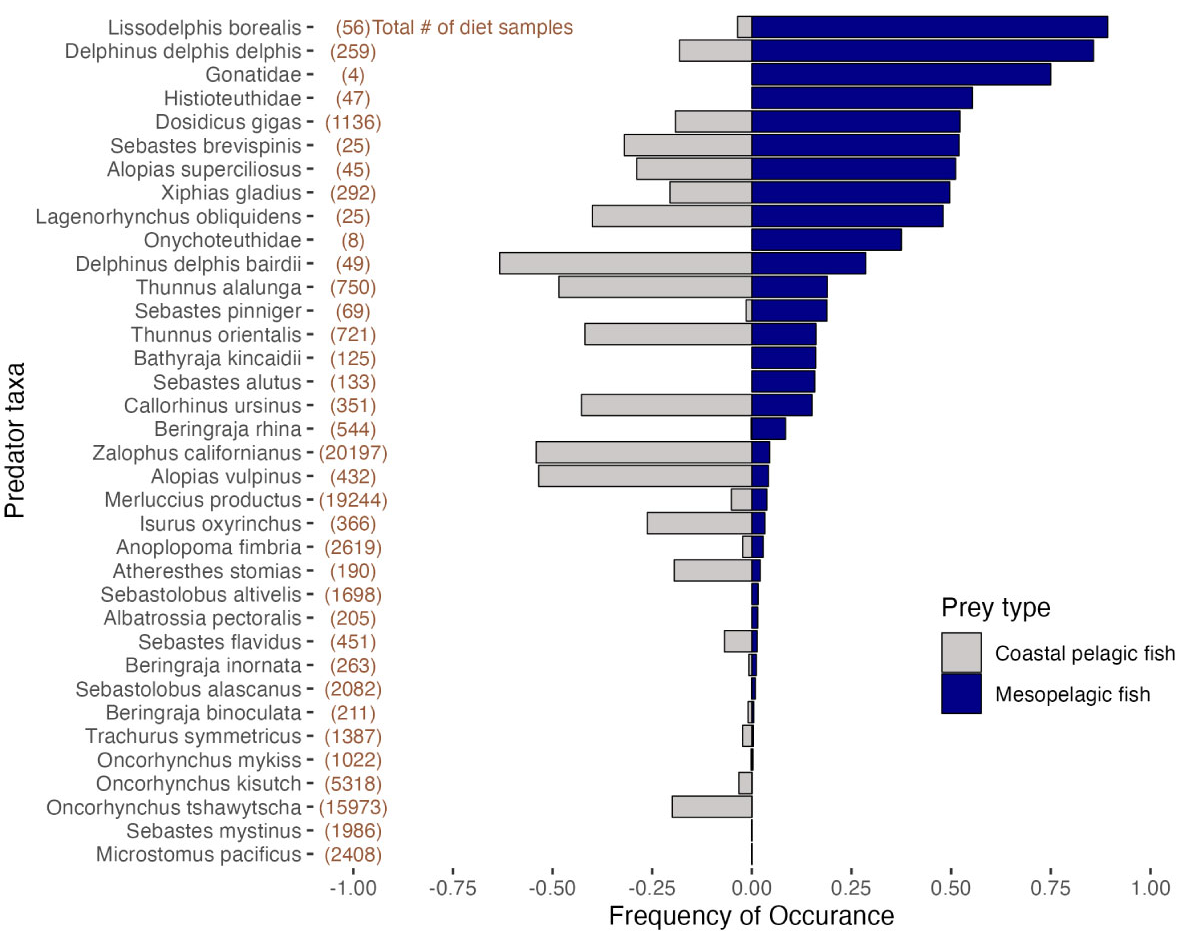 Lissodelphis borealis (56) Total # of diet samples
Delphinus delphis delphis (259)
Gonatidae (4)
Histioteuthidae (47)
Dosidicus gigas (1136)
Sebastes brevispinis (25)
Alopias superciliosus (45)
Xiphias gladius (292)
Lagenorhynchus obliquidens (25)
Onychoteuthidae (8)
Delphinus delphis bairdii (49)
Thunnus alalunga (750)
Sebastes pinniger (69)
Thunnus orientalis (721)
Bathyraja kincaidii (125)
Sebastes alutus (133)
Callorhinus ursinus (351)
Beringraja rhina (544)
Zalophus californianus (20197)
Alopias vulpinus (432)
Merluccius productus (19244)
Isurus oxyrinchus (366)
Anoplopoma fimbria (2619)
Atheresthes stomias (190)
Sebastolobus altivelis (1698)
Albatrossia pectoralis (205)
Sebastes flavidus (451)
Beringraja inornata (263)
Sebastolobus alascanus (2082)
Beringraja binoculata (211)
Trachurus symmetricus (1387)
Oncorhynchus mykiss (1022)
Oncorhynchus kisutch (5318)
Oncorhynchus tshawytscha (15973)
Sebastes mystinus (1986)
Microstomus pacificus (2408)
Predator taxa
Prey type
Coastal pelagic fish
Mesopelagic fish
-1.00 -0.75 -0.50 -0.25 0.00 0.25 0.50 0.75 1.00
Frequency of Occurance